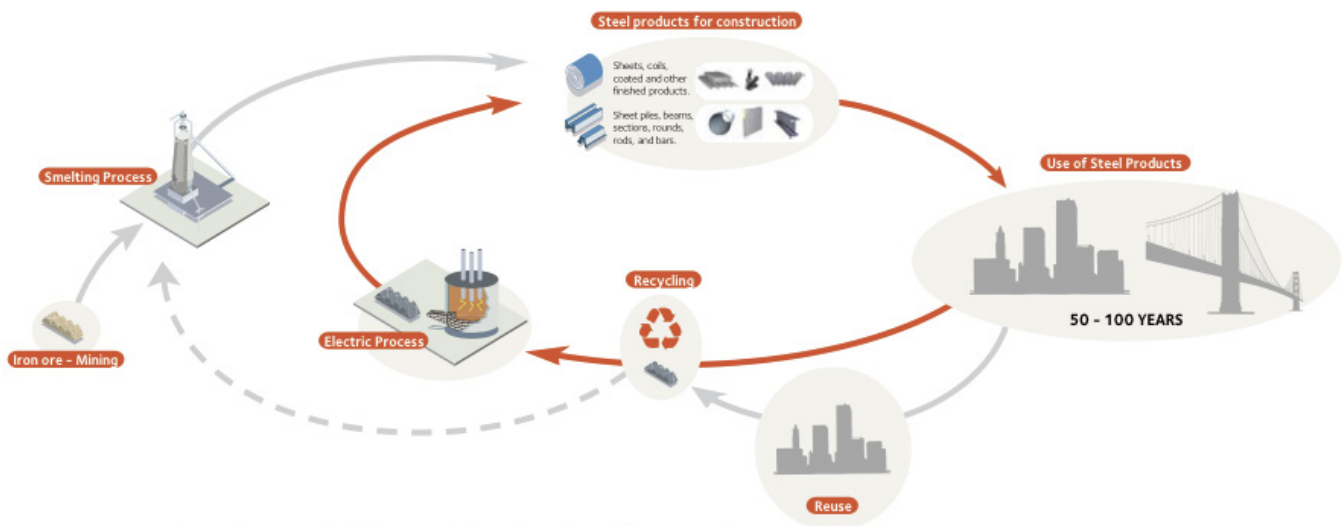 Steel products for construction
Sheets, coils,
coated and other
finished products.
Sheet piles, beams,
sections, rounds,
rods, and bars.
Smelting Process
Use of Steel Products
Recycling
50 – 100 YEARS
Electric Process
Iron ore – Mining
Reuse